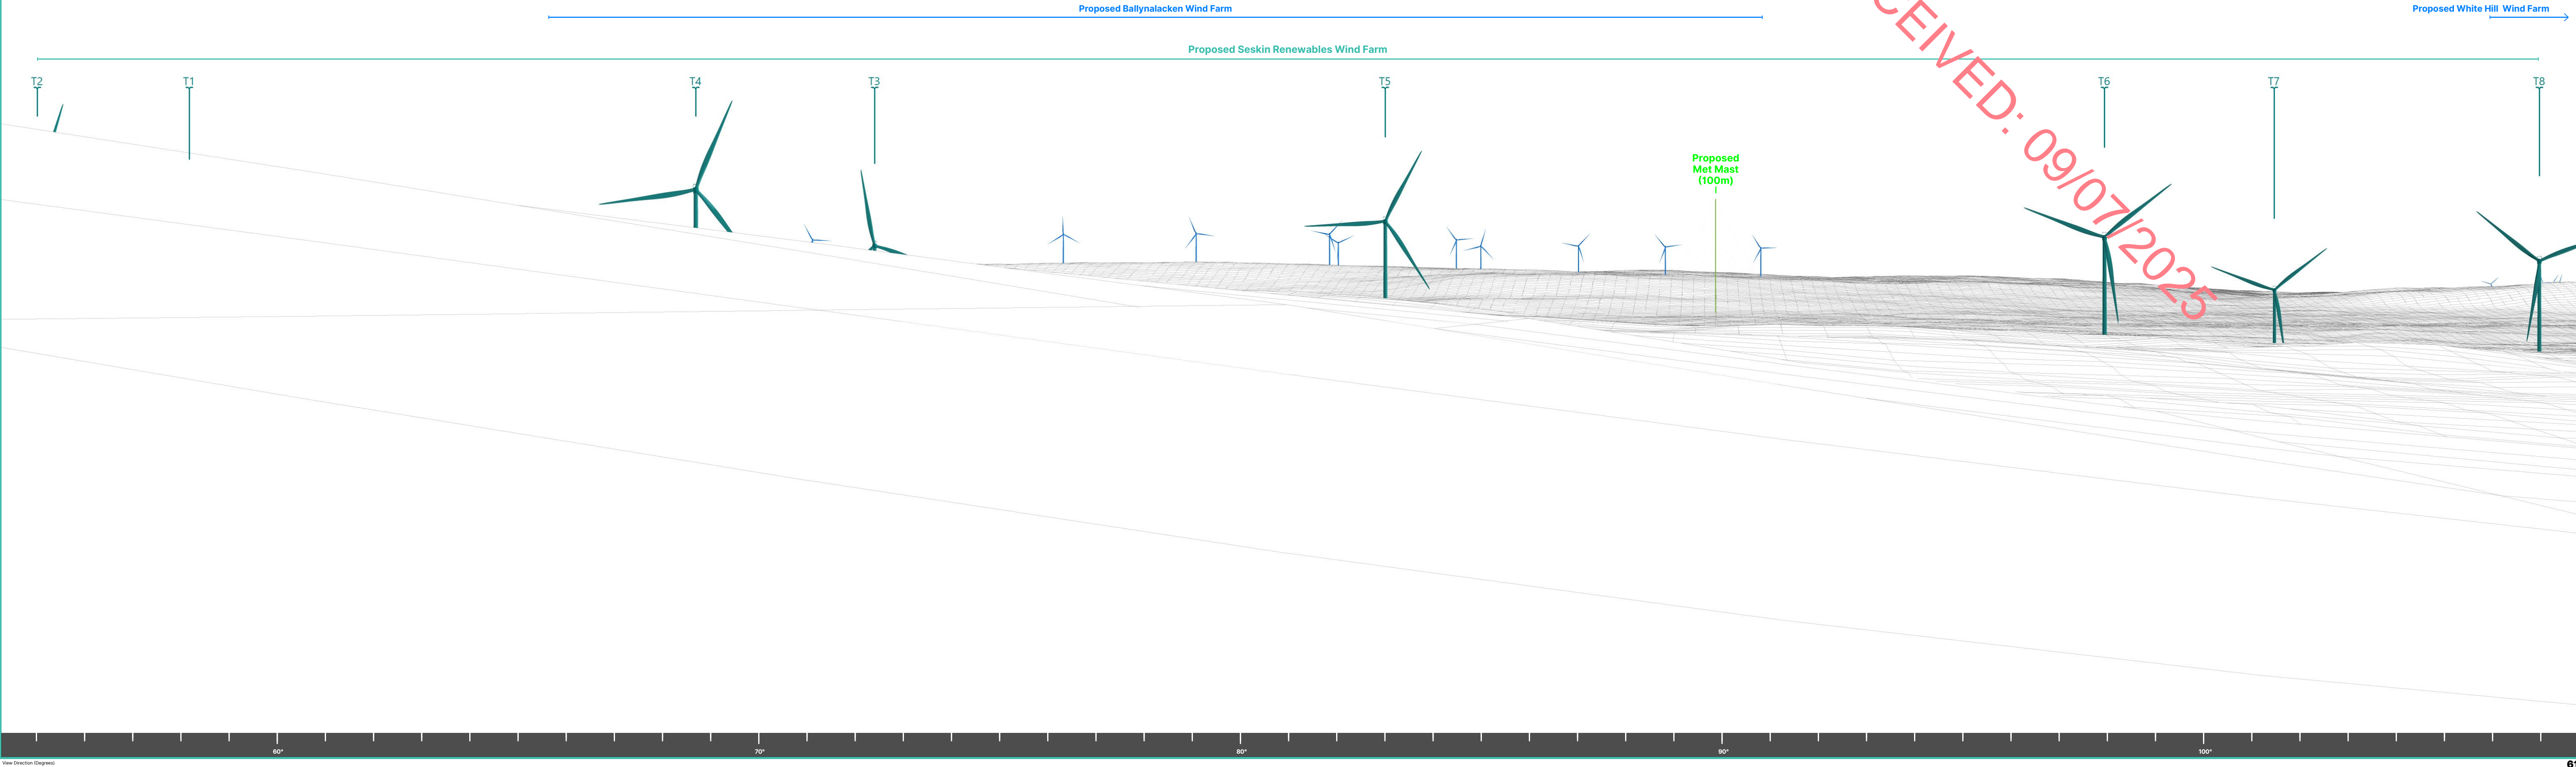 Proposed Ballynalacken Wind Farm
Proposed White Hill Wind Farm
Proposed Seskin Renewables Wind Farm
T2
T1
T4
T3
T5
T6
T7
T8
Proposed
Met Mast
(100m)
CEIVED: 09/07/2025
60°
70°
80°
90°
100°
View Direction (Degrees)